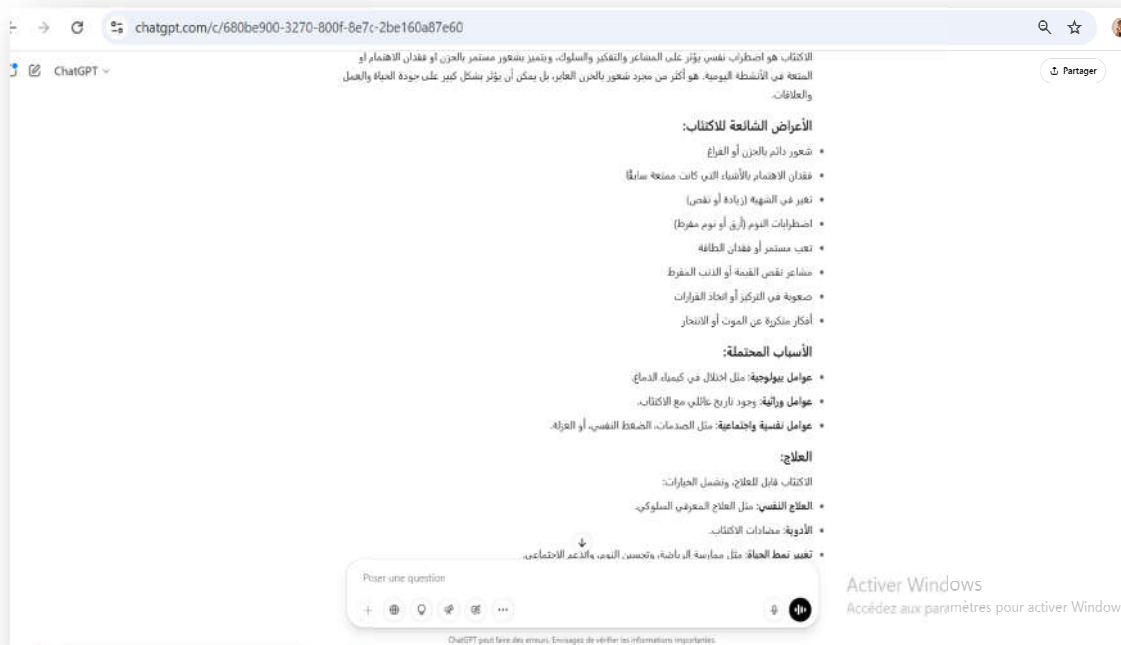 chatgpt.com/c/680be900-3270-800f-8e7c-2be160a87e60
ChatGPT
Partager
الاكتئاب هو اضطراب نفسي يؤثر على المشاعر والتفكير والسلوك، ويتميز بشعور مستمر بالحزن أو فقدان الاهتمام أو
المتعة في الأنشطة اليومية. هو أكثر من مجرد شعور بالحزن العابر، بل يمكن أن يؤثر بشكل كبير على جودة الحياة والعمل
والعلاقات.
الأعراض الشائعة للاكتئاب:
شعور دائم بالحزن أو الفراغ
فقدان الاهتمام بالأشياء التي كانت ممتعة سابقًا
تغير في الشهية (زيادة أو نقص)
اضطرابات النوم (أرق أو نوم مفرط)
تعب مستمر أو فقدان الطاقة
مشاعر نقص القيمة أو الذنب المفرط
صعوبة في التركيز أو اتخاذ القرارات
أفكار متكررة عن الموت أو الانتحار
الأسباب المحتملة:
عوامل بيولوجية: مثل اختلال في كيمياء الدماغ.
عوامل وراثية: وجود تاريخ عائلي مع الاكتئاب.
عوامل نفسية واجتماعية: مثل الصدمات، الضغط النفسي، أو العزلة.
العلاج:
الاكتئاب قابل للعلاج، وتشمل الخيارات:
العلاج النفسي: مثل العلاج المعرفي السلوكي.
الأدوية: مضادات الاكتئاب.
تغيير نمط الحياة: مثل ممارسة الرياضة، وتحسين النوم، والدعم الاجتماعي.
Poser une question
ChatGPT peut faire des erreurs. Envisagez de vérifier les informations importantes.
Activer Windows
Accédez aux paramètres pour activer Window